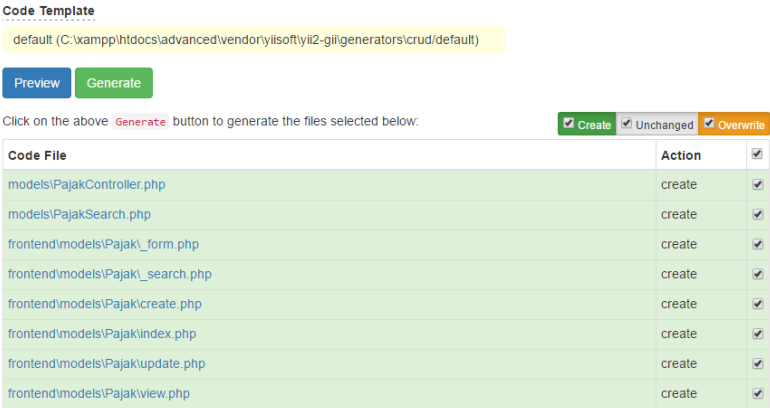 Code Template
default (C:\xampp\htdocs\advanced\vendor\yiisoft\yii2-gii\generators\crud/default)
Preview Generate
Click on the above Generate button to generate the files selected below:
Create Unchanged Overwrite
Code File Action
models\PajakController.php create
models\PajakSearch.php create
frontend\models\Pajak\_form.php create
frontend\models\Pajak\_search.php create
frontend\models\Pajak\create.php create
frontend\models\Pajak\index.php create
frontend\models\Pajak\update.php create
frontend\models\Pajak\view.php create